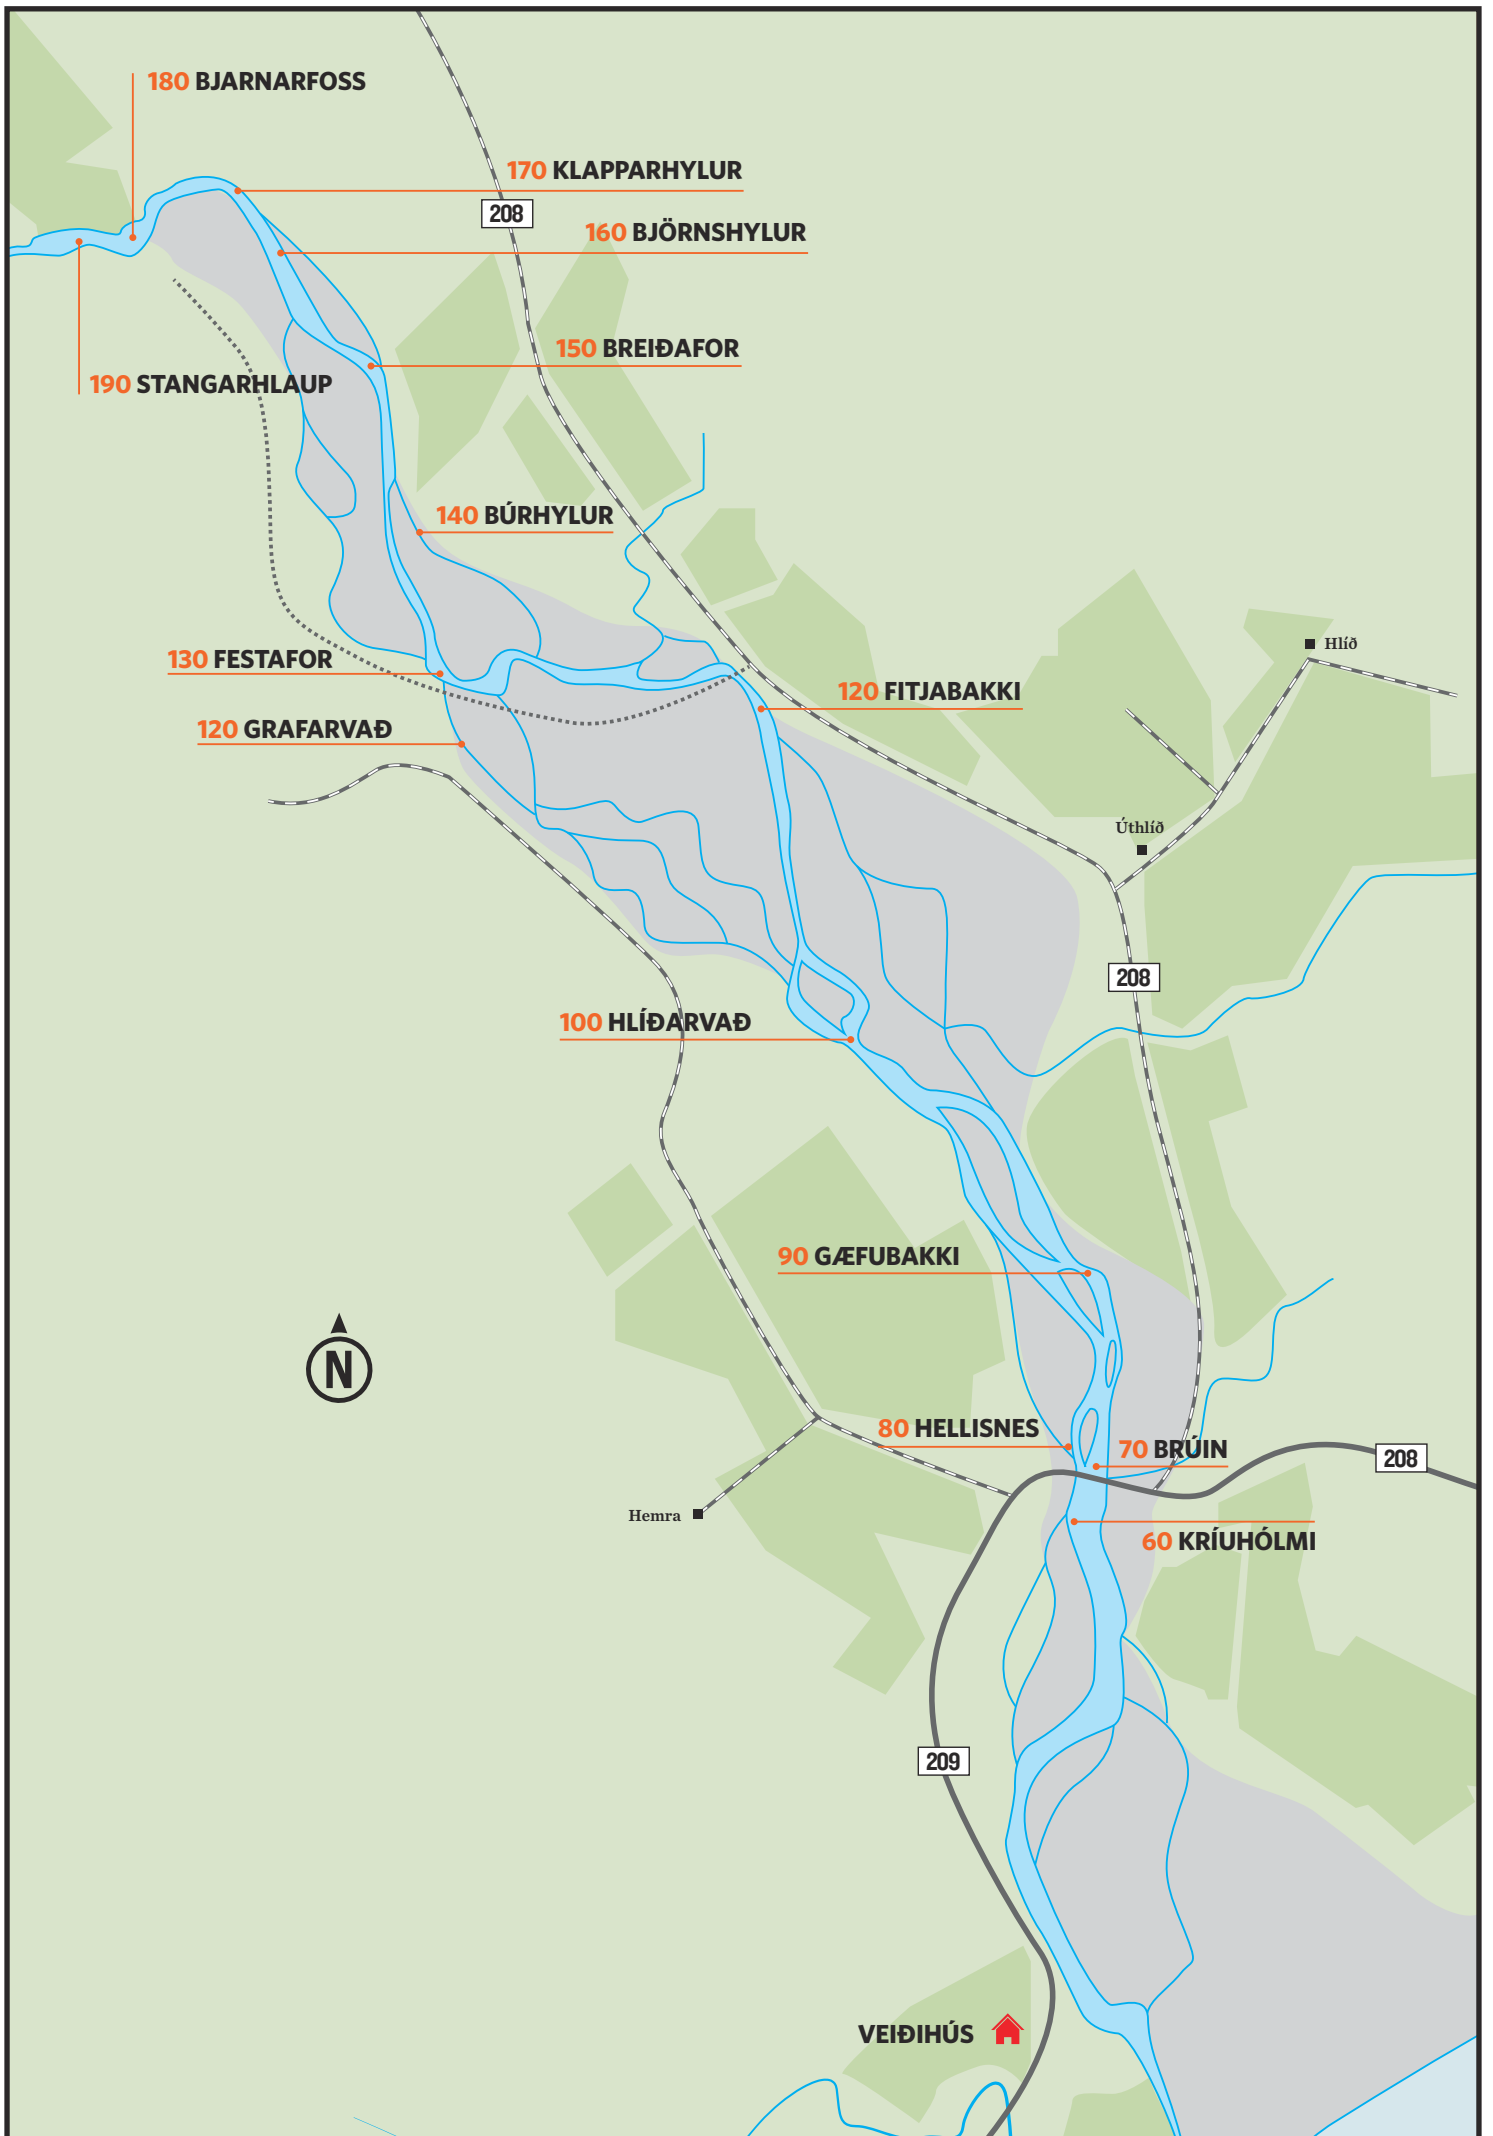 180 BJARNARFOSS
170 KLAPPARHYLUR
208
160 BJÖRNSHYLUR
150 BREIÐAFOR
190 STANGARHLAUP
140 BÚRHYLUR
Hlíð
130 FESTAFOR
120 FITJABAKKI
120 GRAFARVAÐ
Úthlíð
208
100 HLÍÐARVAÐ
90 GÆFUBAKKI
N
80 HELLISNES
70 BRÚIN
208
Hemra
60 KRÍUHÓLMI
209
VEIÐIHÚS